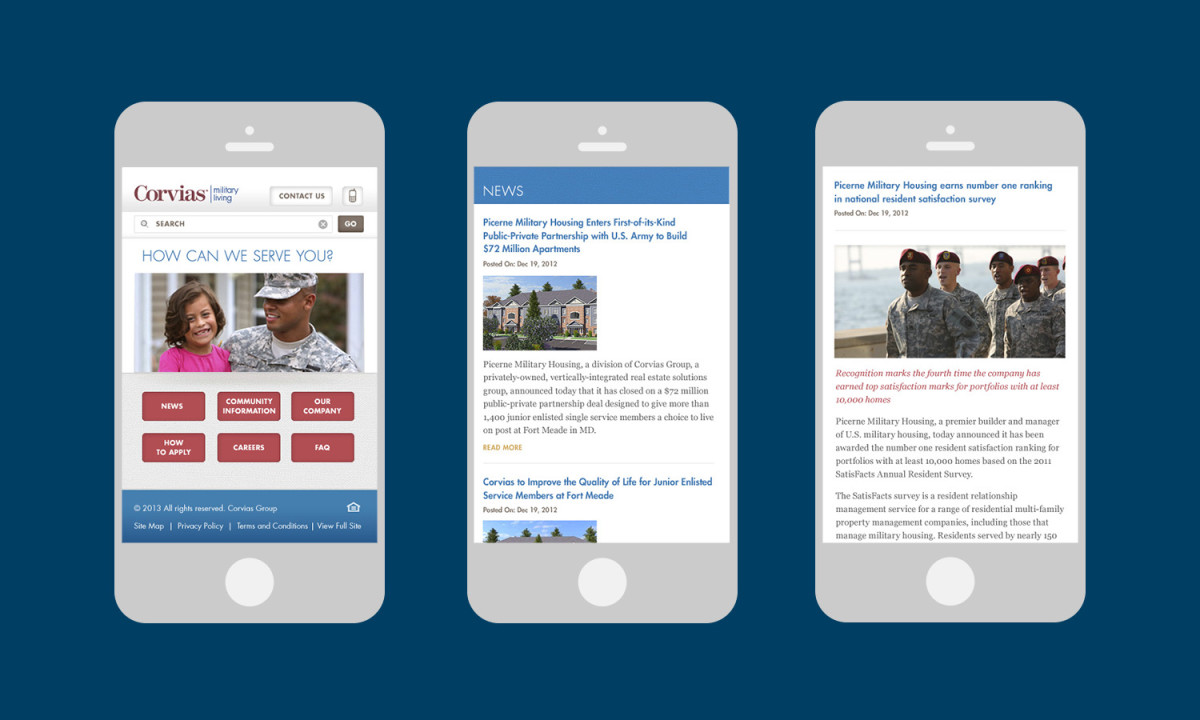 Corvias military living
CONTACT US
SEARCH
GO
HOW CAN WE SERVE YOU?
NEWS
COMMUNITY
INFORMATION
OUR
COMPANY
HOW
TO APPLY
CAREERS
FAQ
© 2013 All rights reserved. Corvias Group
Site Map | Privacy Policy | Terms and Conditions | View Full Site
NEWS
Picerne Military Housing Enters First-of-its-Kind
Public-Private Partnership with U.S. Army to Build
$72 Million Apartments
Posted On: Dec 19, 2012
Picerne Military Housing, a division of Corvias Group, a
privately-owned, vertically-integrated real estate solutions
group, announced today that it has closed on a $72 million
public-private partnership deal designed to give more than
1,400 junior enlisted single service members a choice to live
on post at Fort Meade in MD.
READ MORE
Corvias to Improve the Quality of Life for Junior Enlisted
Service Members at Fort Meade
Posted On: Dec 19, 2012
Picerne Military Housing earns number one ranking
in national resident satisfaction survey
Posted On: Dec 19, 2012
Recognition marks the fourth time the company has
earned top satisfaction marks for portfolios with at least
10,000 homes
Picerne Military Housing, a premier builder and manager
of U.S. military housing, today announced it has been
awarded the number one resident satisfaction ranking for
portfolios with at least 10,000 homes based on the 2011
SatisFacts Annual Resident Survey.
The SatisFacts survey is a resident relationship
management service for a range of residential multi-family
property management companies, including those that
manage military housing. Residents served by nearly 150